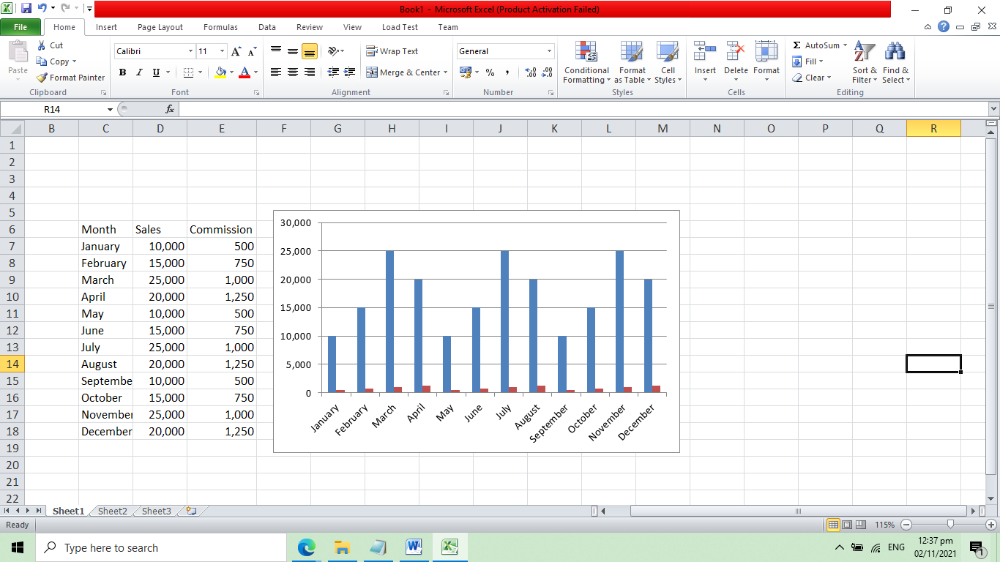 Book1 - Microsoft Excel (Product Activation Failed)
File Home Insert Page Layout Formulas Data Review View Load Test Team
Paste
Cut
Copy
Format Painter
Clipboard
Calibri 11
B I U
Font
Wrap Text
Merge & Center
Alignment
General
% , .00 .0
Number
Conditional Formatting
Format as Table
Cell Styles
Styles
Insert Delete Format
Cells
Σ AutoSum
Fill
Clear
Sort & Filter
Find & Select
Editing
R14 fx
B C D E F G H I J K L M N O P Q R
1
2
3
4
5
6 Month Sales Commission
7 January 10,000 500
8 February 15,000 750
9 March 25,000 1,000
10 April 20,000 1,250
11 May 10,000 500
12 June 15,000 750
13 July 25,000 1,000
14 August 20,000 1,250
15 Septembe 10,000 500
16 October 15,000 750
17 November 25,000 1,000
18 December 20,000 1,250
19
20
21
22
30,000
25,000
20,000
15,000
10,000
5,000
0
January February March April May June July August September October November December
Sheet1 Sheet2 Sheet3
Ready 115%
Type here to search
ENG
12:37 pm
02/11/2021
1